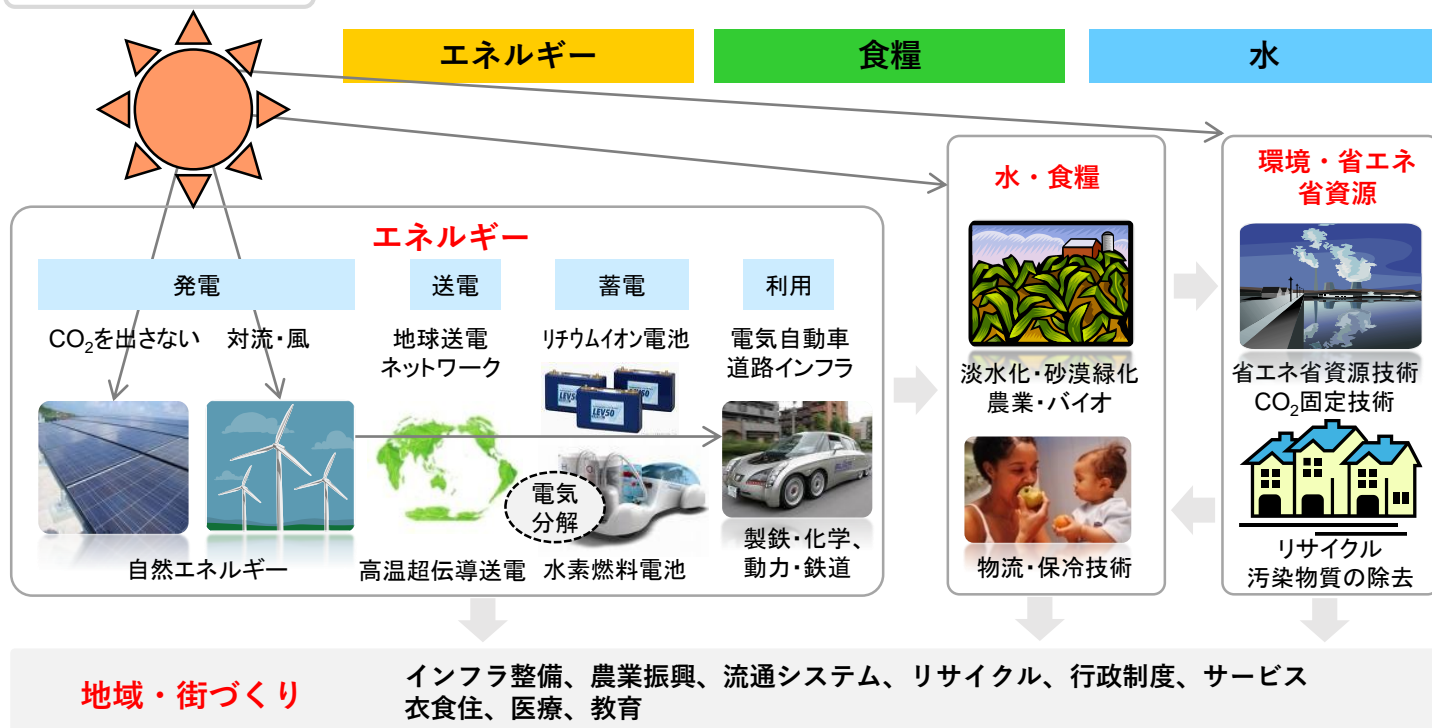 エネルギー
食糧
水
エネルギー
発電
送電
蓄電
利用
CO₂を出さない
対流・風
地球送電
ネットワーク
リチウムイオン電池
電気自動車
道路インフラ
LEV50
電気
分解
自然エネルギー
高温超伝導送電
水素燃料電池
製鉄・化学、
動力・鉄道
水・食糧
淡水化・砂漠緑化
農業・バイオ
物流・保冷技術
環境・省エネ
省資源
省エネ省資源技術
CO₂固定技術
リサイクル
汚染物質の除去
地域・街づくり
インフラ整備、農業振興、流通システム、リサイクル、行政制度、サービス
衣食住、医療、教育